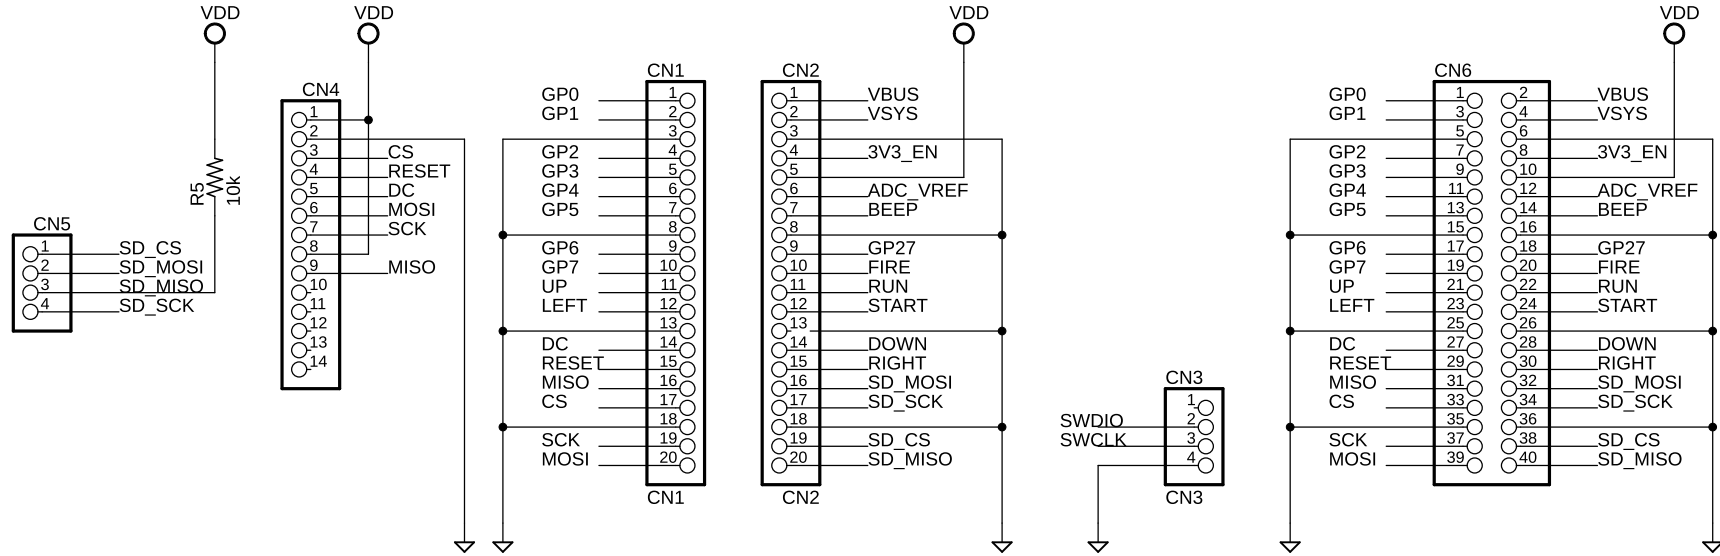 VDD
R5
10k
CN5
1 SD_CS
2 SD_MOSI
3 SD_MISO
4 SD_SCK
VDD
CN4
1
2
3 CS
4 RESET
5 DC
6 MOSI
7 SCK
8
9 MISO
10
11
12
13
14
CN1
GP0 1
GP1 2
3
GP2 4
GP3 5
GP4 6
GP5 7
8
GP6 9
GP7 10
UP 11
LEFT 12
13
DC 14
RESET 15
MISO 16
CS 17
18
SCK 19
MOSI 20
CN1
VDD
CN2
1 VBUS
2 VSYS
3
4 3V3_EN
5
6 ADC_VREF
7 BEEP
8
9 GP27
10 FIRE
11 RUN
12 START
13
14 DOWN
15 RIGHT
16 SD_MOSI
17 SD_SCK
18
19 SD_CS
20 SD_MISO
CN2
CN3
1
SWDIO 2
SWCLK 3
4
CN3
VDD
CN6
GP0 1 2 VBUS
GP1 3 4 VSYS
5 6
GP2 7 8 3V3_EN
GP3 9 10
GP4 11 12 ADC_VREF
GP5 13 14 BEEP
15 16
GP6 17 18 GP27
GP7 19 20 FIRE
UP 21 22 RUN
LEFT 23 24 START
25 26
DC 27 28 DOWN
RESET 29 30 RIGHT
MISO 31 32 SD_MOSI
CS 33 34 SD_SCK
35 36
SCK 37 38 SD_CS
MOSI 39 40 SD_MISO